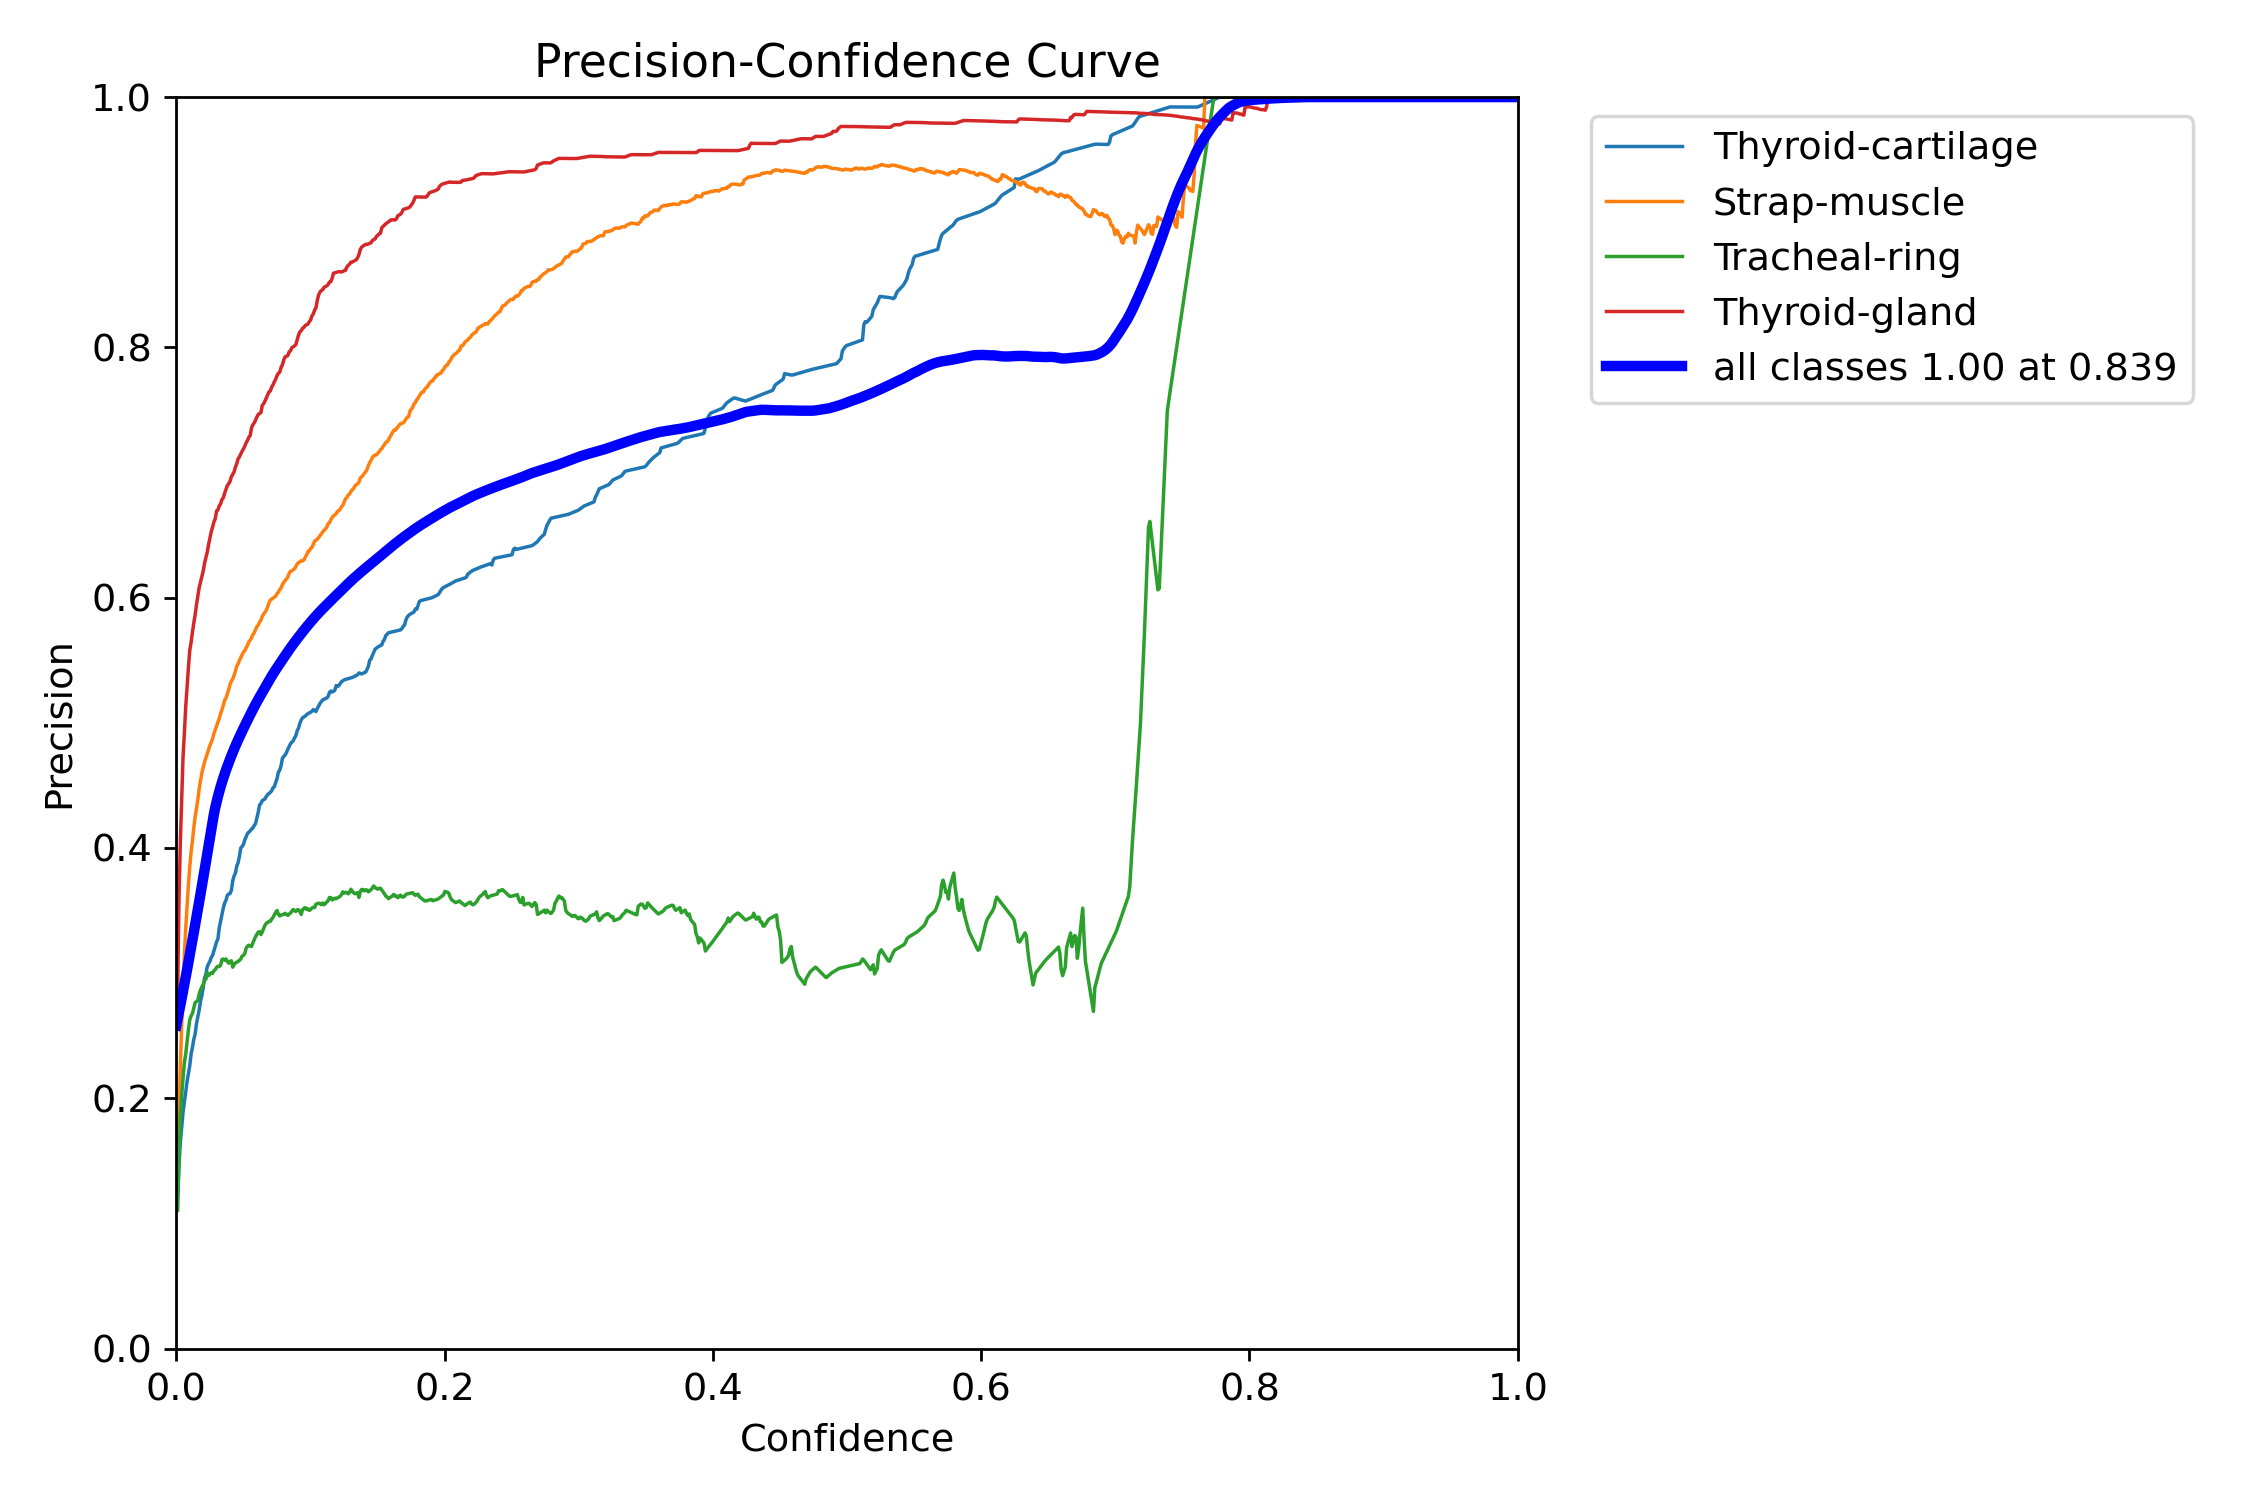 Precision-Confidence Curve
1.0
0.8
0.6
0.4
0.2
0.0
Precision
0.0 0.2 0.4 0.6 0.8 1.0
Confidence
Thyroid-cartilage
Strap-muscle
Tracheal-ring
Thyroid-gland
all classes 1.00 at 0.839